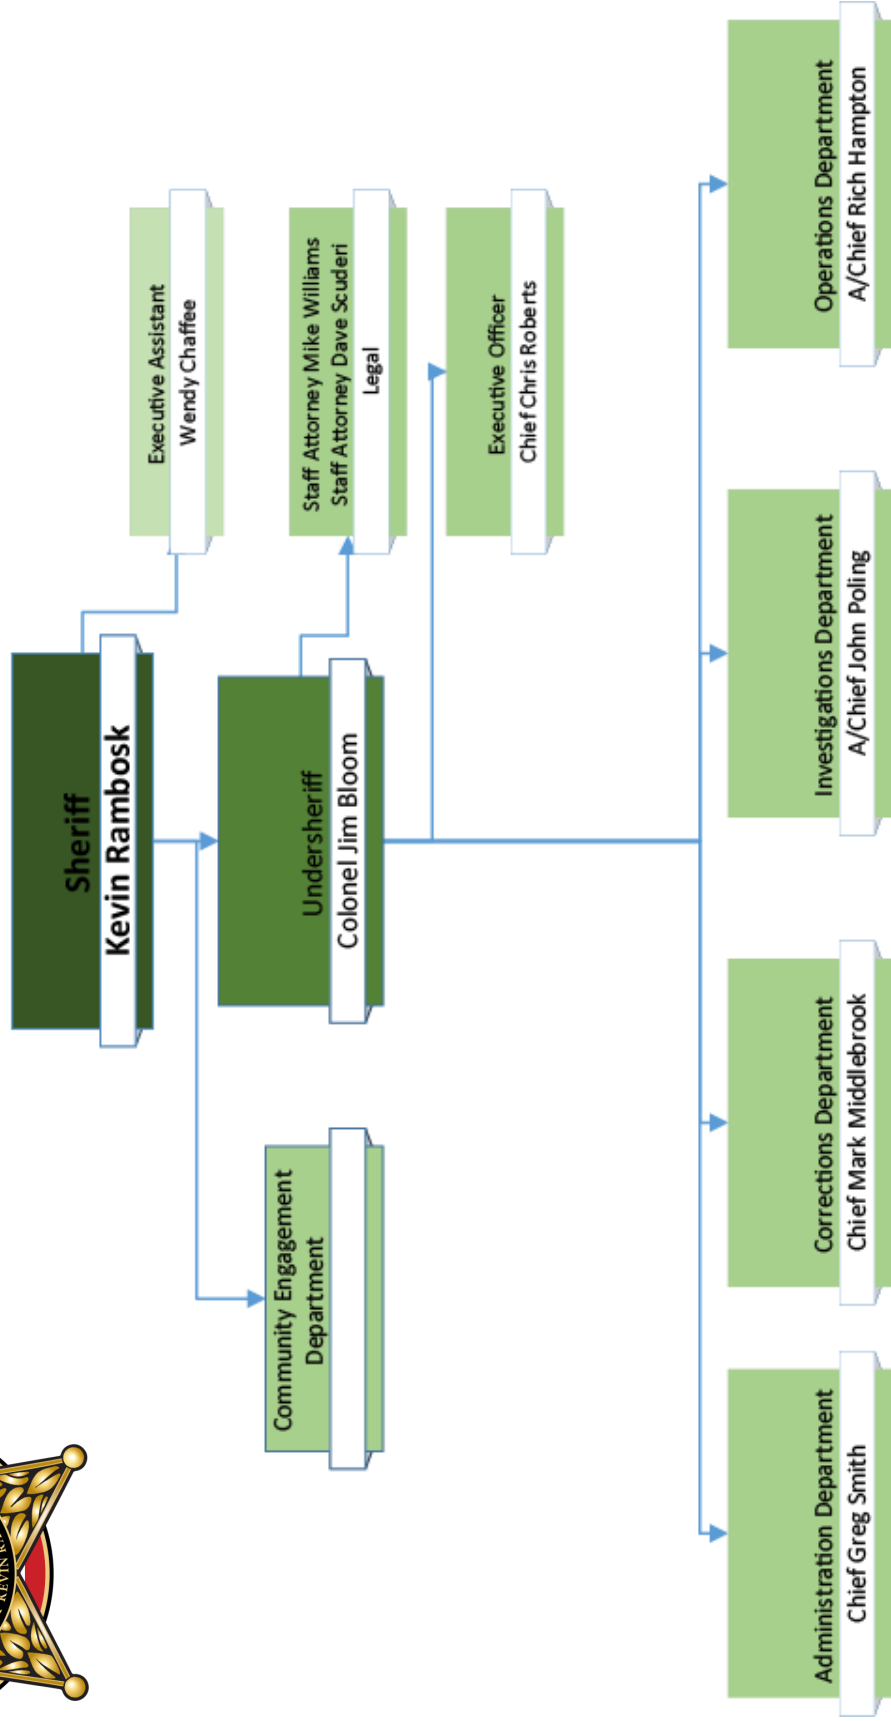 Sheriff
Kevin Rambosk
Executive Assistant
Wendy Chaffee
Undersheriff
Colonel Jim Bloom
Staff Attorney Mike Williams
Staff Attorney Dave Scuderi
Legal
Community Engagement
Department
Executive Officer
Chief Chris Roberts
Administration Department
Chief Greg Smith
Corrections Department
Chief Mark Middlebrook
Investigations Department
A/Chief John Poling
Operations Department
A/Chief Rich Hampton
KEVIN